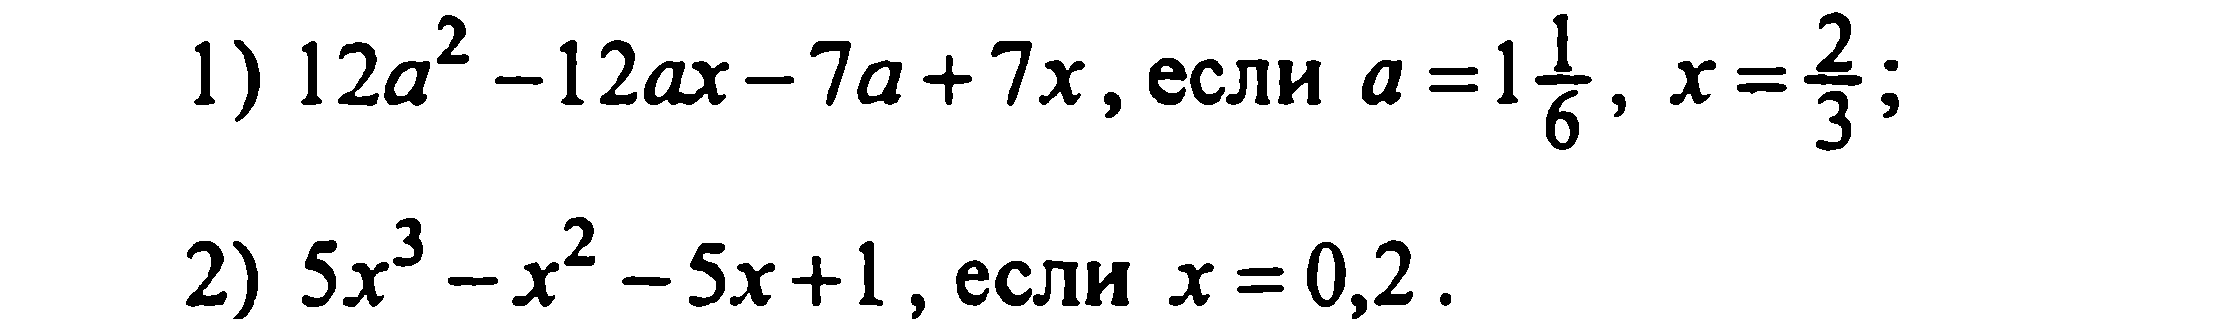 1) 12a² − 12ax − 7a + 7x, если a = 1 1/6, x = 2/3;
2) 5x³ − x² − 5x + 1, если x = 0,2.